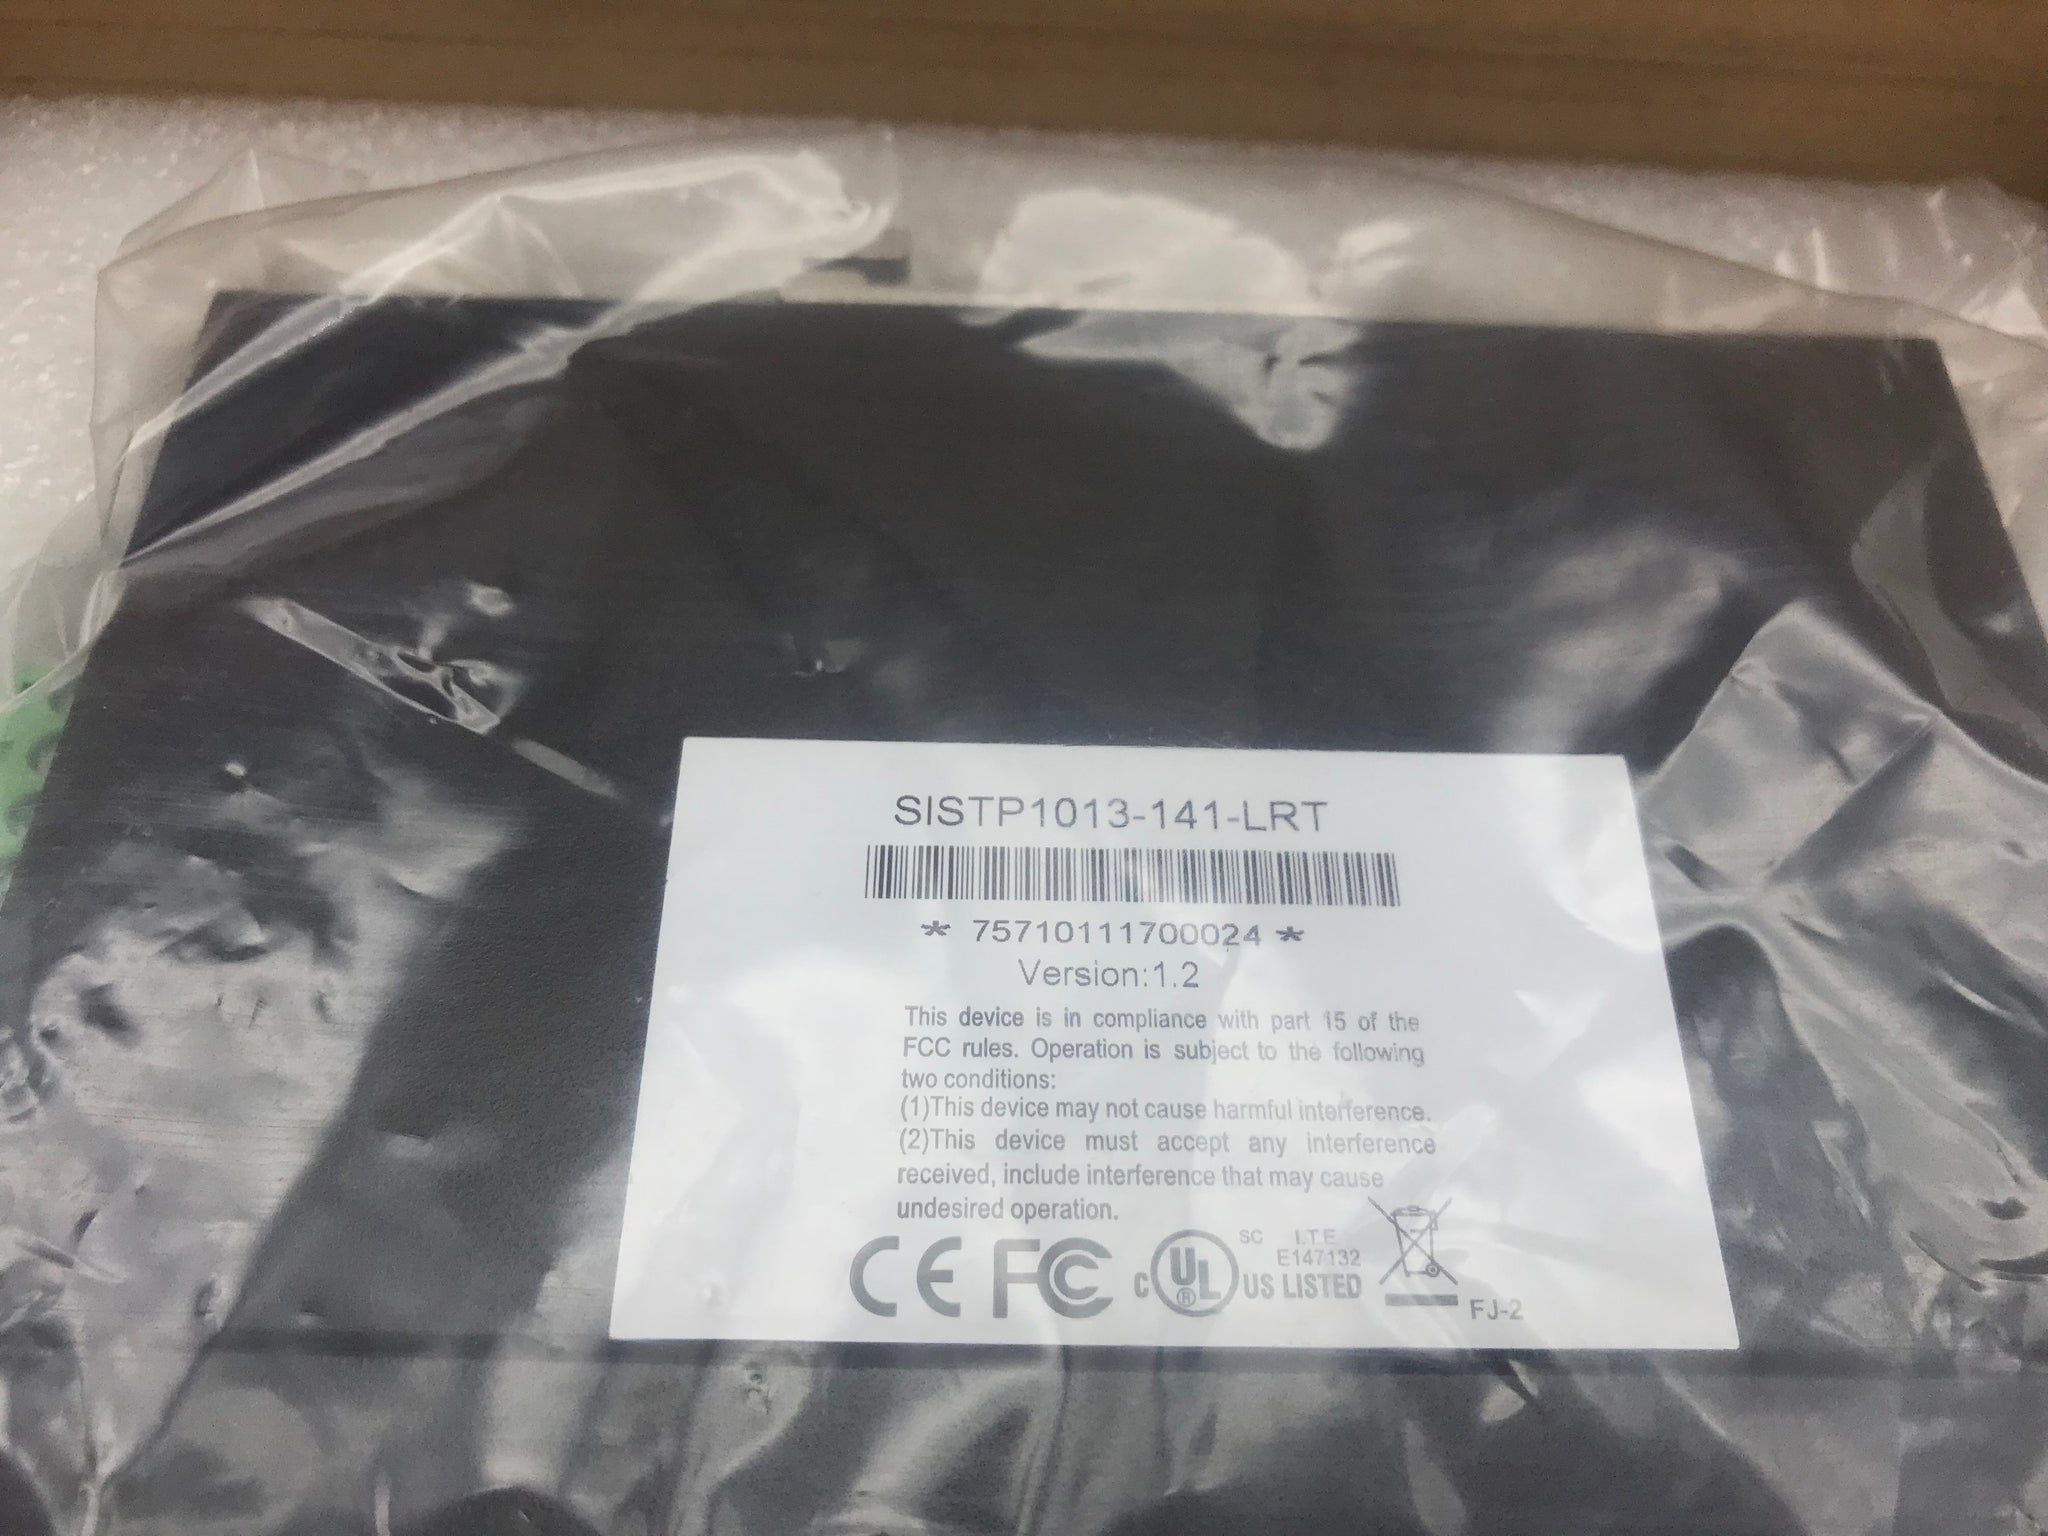 SISTP1013-141-LRT
* 75710111700024 *
Version:1.2
This device is in compliance with part 15 of the
FCC rules. Operation is subject to the following
two conditions:
(1)This device may not cause harmful interference.
(2)This device must accept any interference
received, include interference that may cause
undesired operation.
CE FC c UL ® US LISTED SC I.T.E. E147132
FJ-2